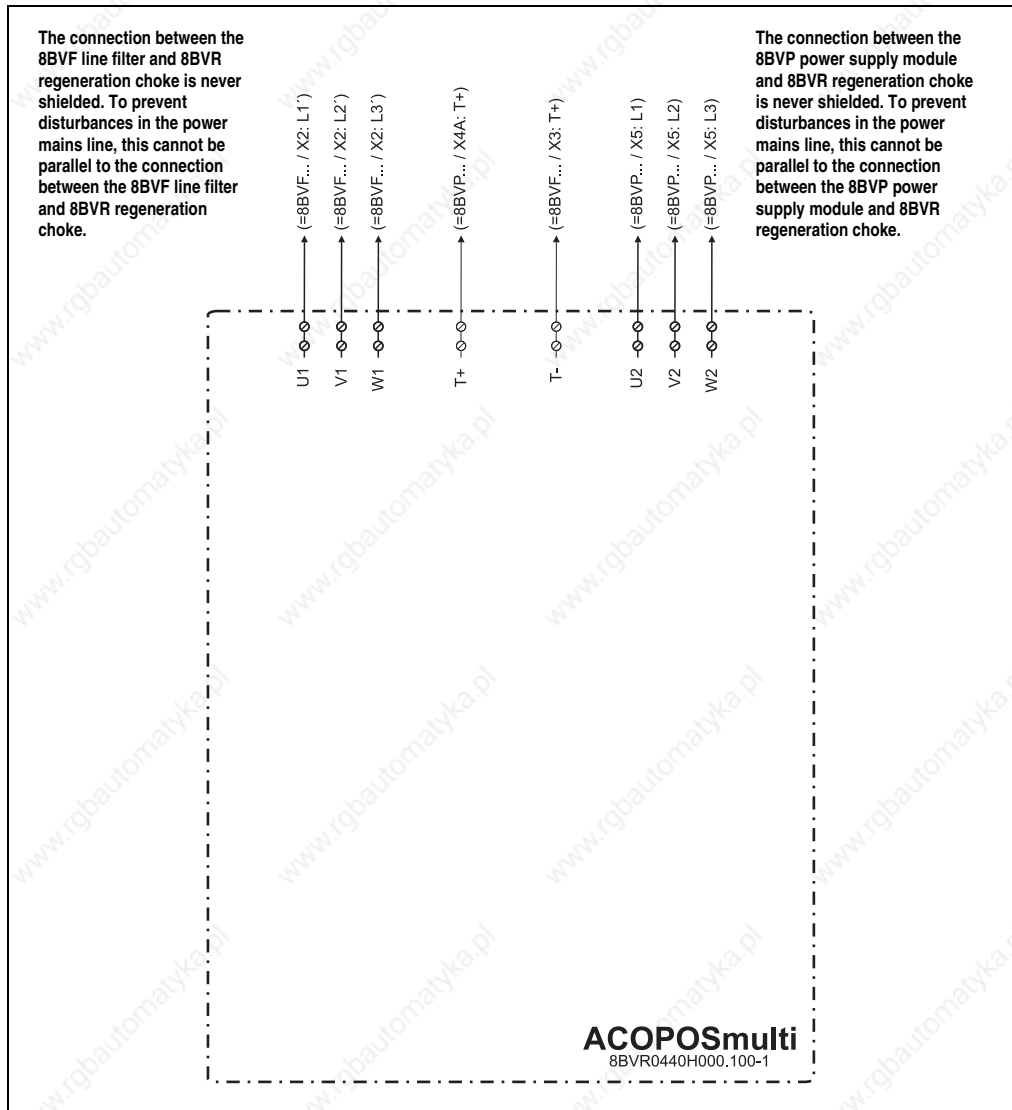 The connection between the
8BVF line filter and 8BVR
regeneration choke is never
shielded. To prevent
disturbances in the power
mains line, this cannot be
parallel to the connection
between the 8BVF line filter
and 8BVR regeneration
choke.
The connection between the
8BVP power supply module
and 8BVR regeneration choke
is never shielded. To prevent
disturbances in the power
mains line, this cannot be
parallel to the connection
between the 8BVP power
supply module and 8BVR
regeneration choke.
(=8BVF... / X2: L1´)
(=8BVF... / X2: L2´)
(=8BVF... / X2: L3´)
(=8BVP... / X4A: T+)
(=8BVF... / X3: T+)
(=8BVP... / X5: L1)
(=8BVP... / X5: L2)
(=8BVP... / X5: L3)
U1
V1
W1
T+
T-
U2
V2
W2
ACOPOSmulti
8BVR0440H000.100-1
www.rgbautomatyka.pl